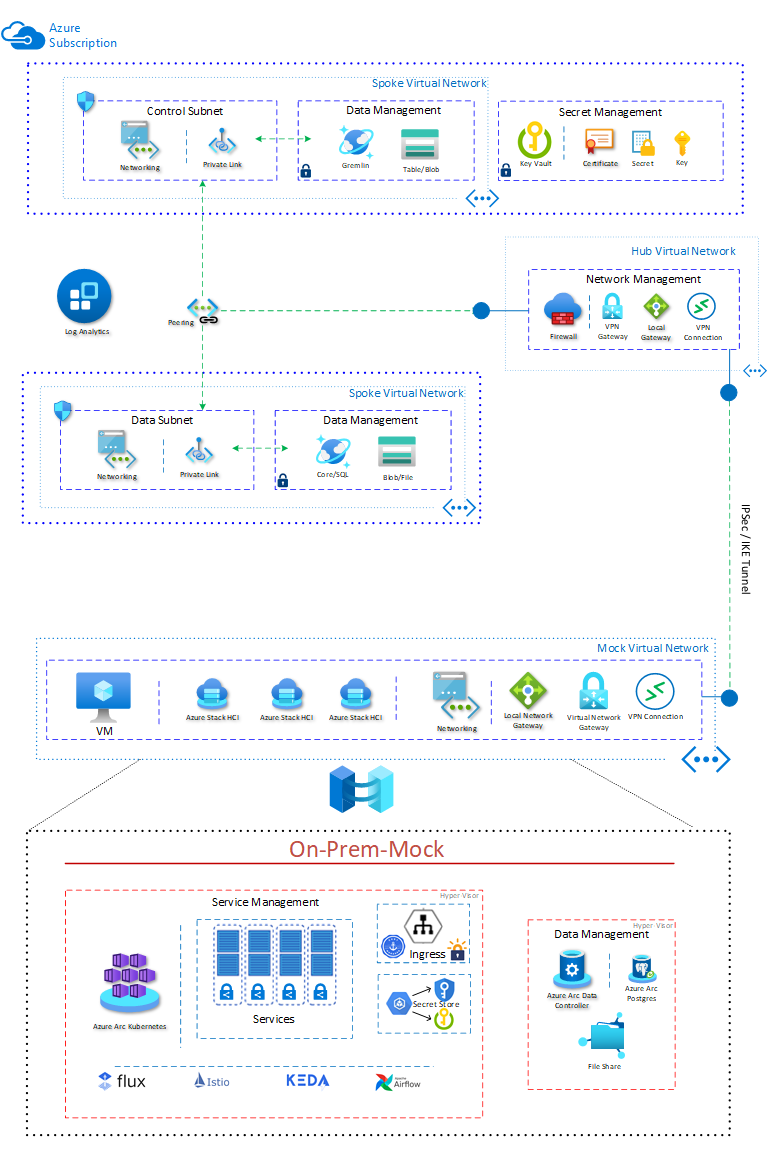 Azure
Subscription
Spoke Virtual Network
Control Subnet
Networking
Private Link
Data Management
Gremlin
Table/Blob
Secret Management
Key Vault
Certificate
Secret
Key
Hub Virtual Network
Network Management
Firewall
VPN
Gateway
Local
Gateway
VPN
Connection
Log Analytics
Peering
Spoke Virtual Network
Data Subnet
Networking
Private Link
Data Management
Core/SQL
Blob/File
IPSec / IKE Tunnel
Mock Virtual Network
VM
Azure Stack HCI
Azure Stack HCI
Azure Stack HCI
Networking
Local Network
Gateway
Virtual Network
Gateway
VPN Connection
On-Prem-Mock
Hyper-Visor
Service Management
Azure Arc Kubernetes
Services
Ingress
Secret Store
flux
Istio
KEDA
Apache
Airflow
Hyper-Visor
Data Management
Azure Arc Data
Controller
Azure Arc
Postgres
File Share